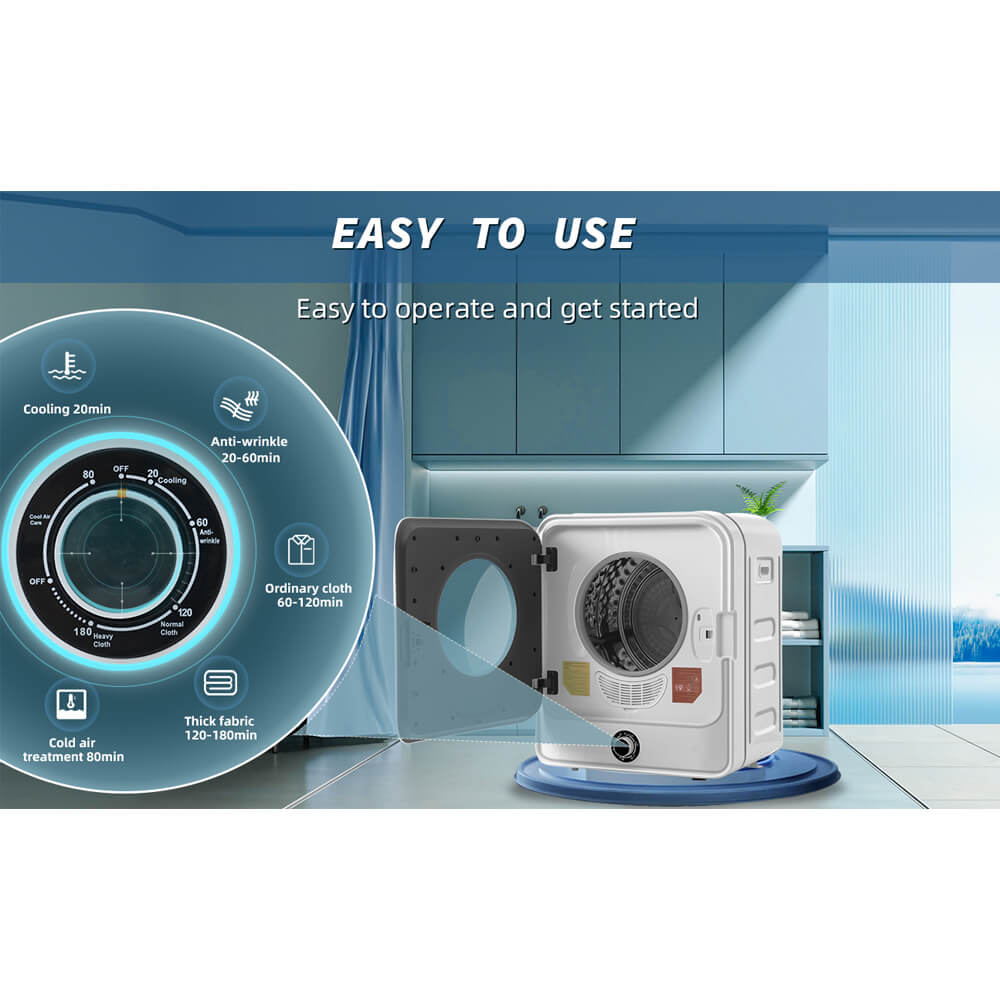 EASY TO USE
Easy to operate and get started
Cooling 20min
Anti-wrinkle
20-60min
Ordinary cloth
60-120min
Thick fabric
120-180min
Cold air
treatment 80min
OFF
20 Cooling
60
Anti-
wrinkle
120
Normal
Cloth
180 Heavy
Cloth
OFF
Cool Air
Care
80